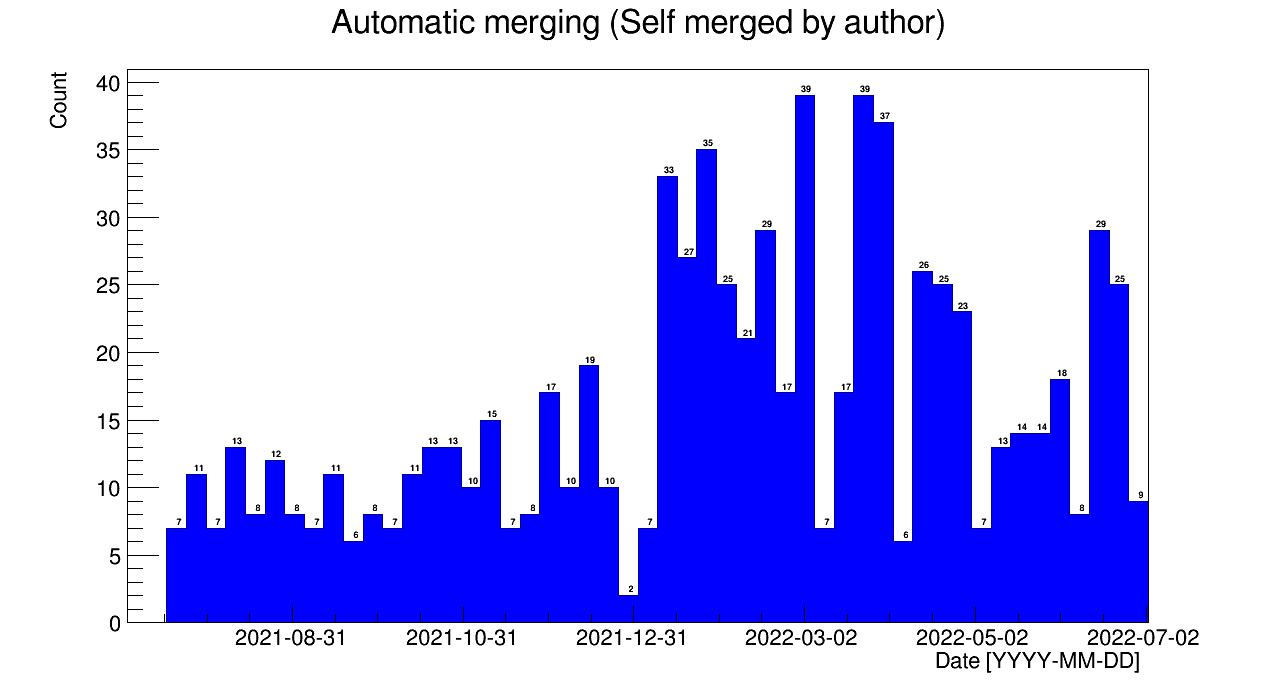 Automatic merging (Self merged by author)
Count
40
35
30
25
20
15
10
5
0
7 11 7 13 8 12 8 7 11 6 8 7 11 13 13 10 15 7 8 17 10 19 10 2 7 33 27 35 25 21 29 17 39 7 17 39 37 6 26 25 23 7 13 14 14 18 8 29 25 9
2021-08-31 2021-10-31 2021-12-31 2022-03-02 2022-05-02 2022-07-02
Date [YYYY-MM-DD]